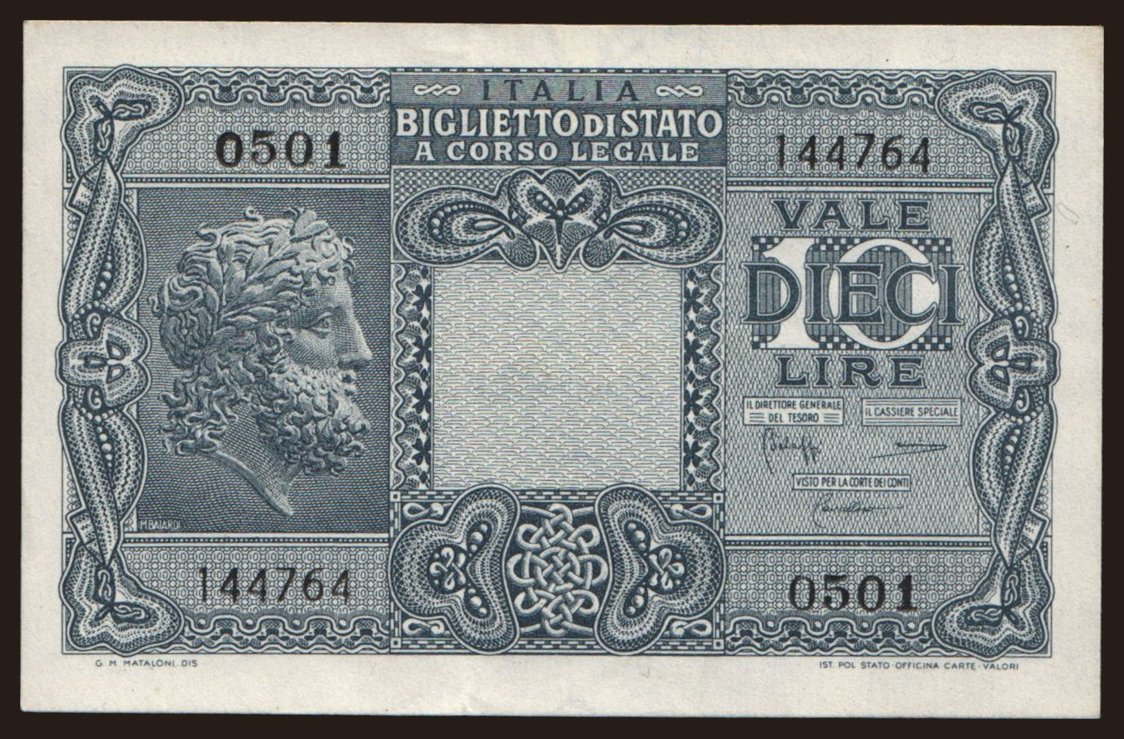 ITALIA
BIGLIETTO DI STATO
A CORSO LEGALE
0501
144764
VALE
10
DIECI
LIRE
IL DIRETTORE GENERALE
DEL TESORO
IL CASSIERE SPECIALE
VISTO PER LA CORTE DEI CONTI
M.BAIARDI
144764
0501
G. M. MATALONI. DIS
IST. POL STATO-OFFICINA CARTE-VALORI